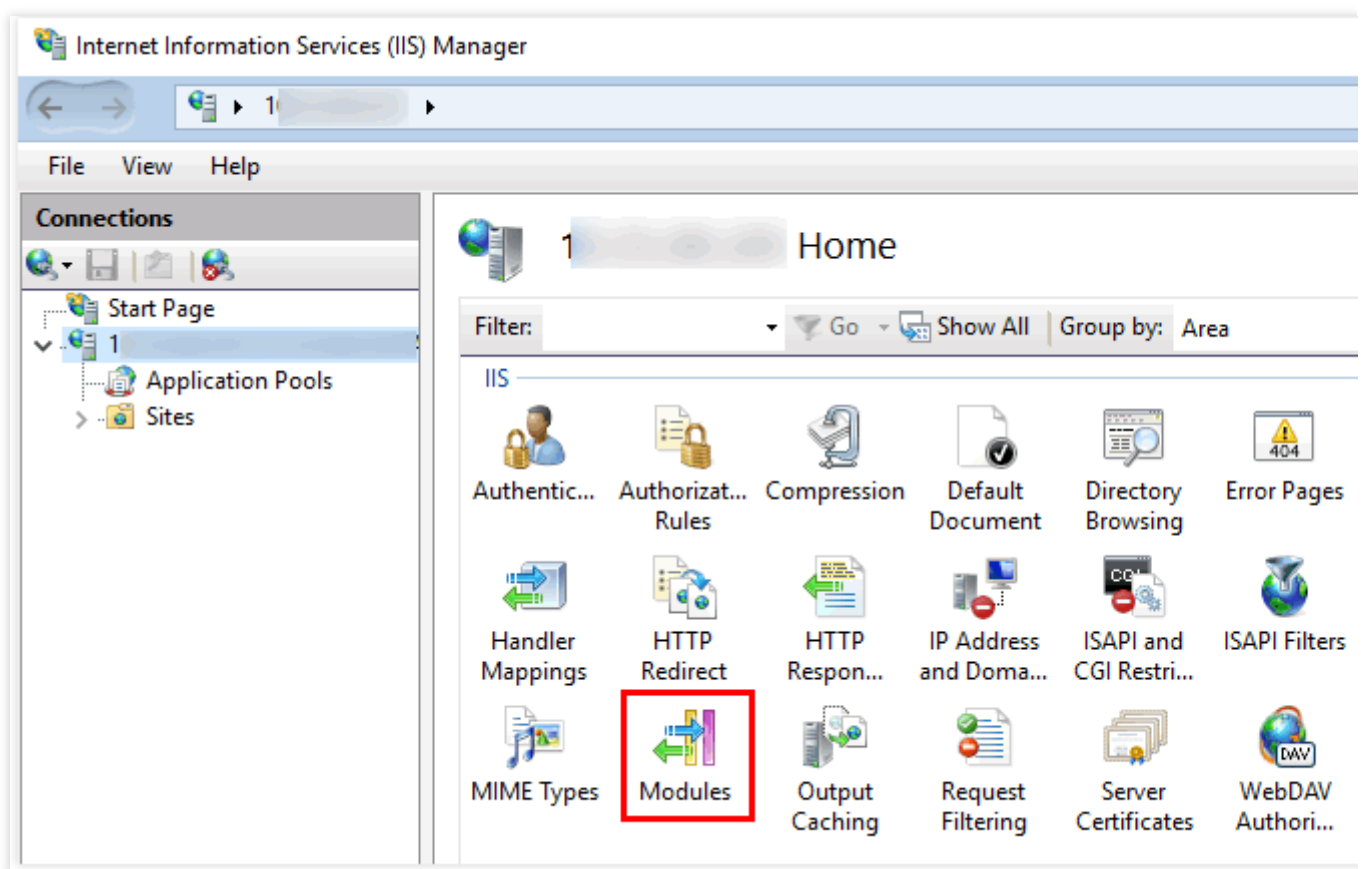 Internet Information Services (IIS) Manager
1
File View Help
Connections
1 Home
Start Page
Filter: Go Show All Group by: Area
1
IIS
Application Pools
Sites
Authentic... Authorizat... Compression Default Directory Error Pages
Rules Document Browsing
404
CGI
Handler HTTP HTTP IP Address ISAPI and ISAPI Filters
Mappings Redirect Respon... and Doma... CGI Restri...
DAV
MIME Types Modules Output Request Server WebDAV
Caching Filtering Certificates Authori...